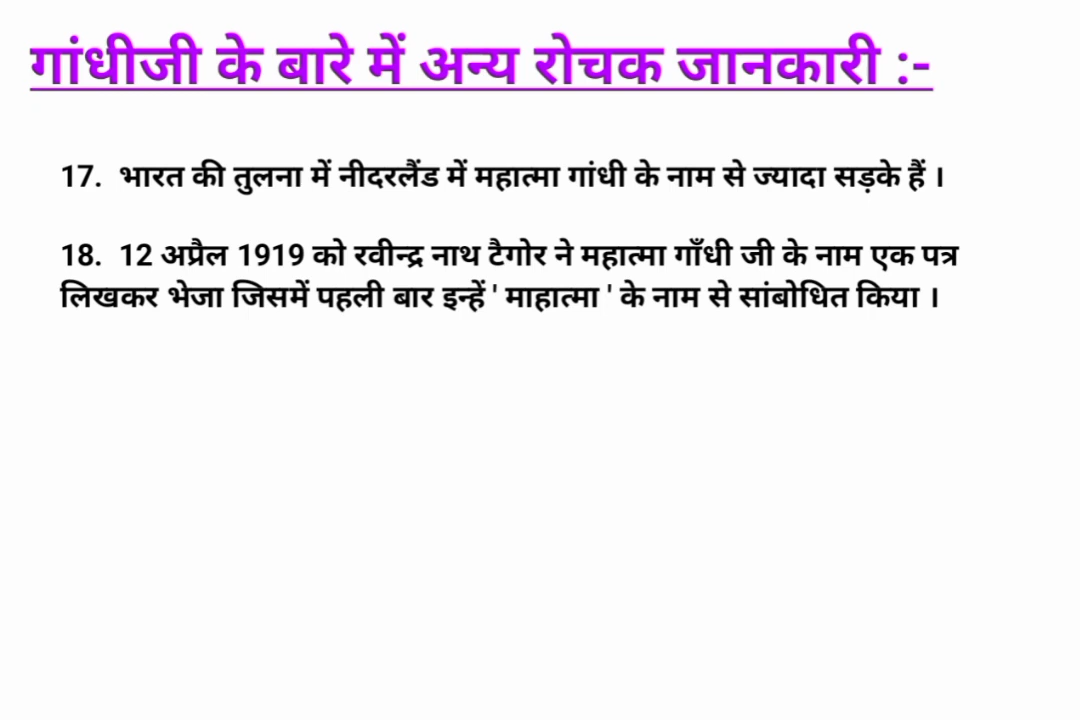 गांधीजी के बारे में अन्य रोचक जानकारी :-
17. भारत की तुलना में नीदरलैंड में महात्मा गांधी के नाम से ज्यादा सड़के हैं ।
18. 12 अप्रैल 1919 को रवीन्द्र नाथ टैगोर ने महात्मा गाँधी जी के नाम एक पत्र
लिखकर भेजा जिसमें पहली बार इन्हें ' माहात्मा ' के नाम से सांबोधित किया ।